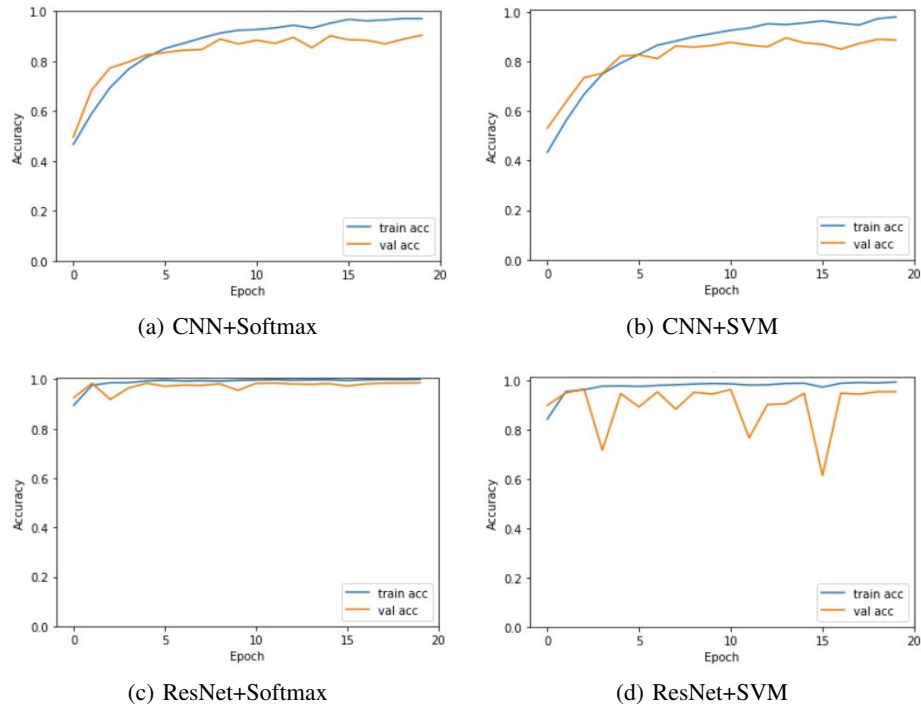 1.0
0.8
0.6
0.4
0.2
0.0
Accuracy
0 5 10 15 20
Epoch
train acc
val acc
(a) CNN+Softmax
1.0
0.8
0.6
0.4
0.2
0.0
Accuracy
0 5 10 15 20
Epoch
train acc
val acc
(b) CNN+SVM
1.0
0.8
0.6
0.4
0.2
0.0
Accuracy
0 5 10 15 20
Epoch
train acc
val acc
(c) ResNet+Softmax
1.0
0.8
0.6
0.4
0.2
0.0
Accuracy
0 5 10 15 20
Epoch
train acc
val acc
(d) ResNet+SVM